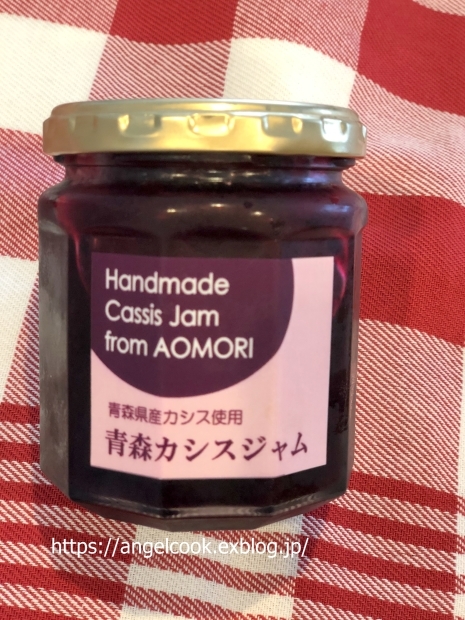 Handmade
Cassis Jam
from AOMORI
青森県産カシス使用
青森カシスジャム
https://angelcook.exblog.jp/